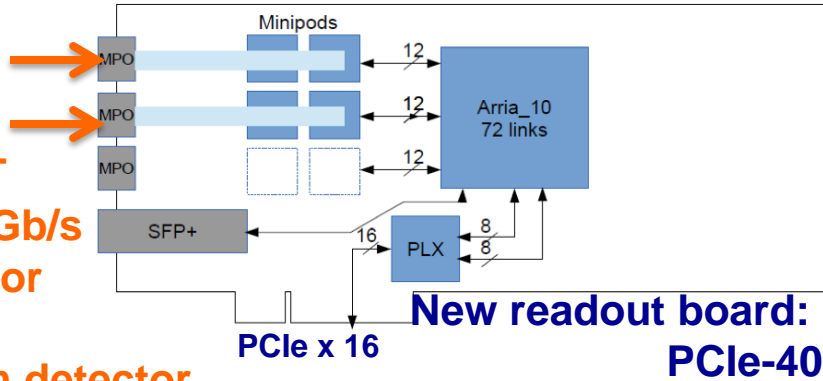 Minipods
MPO
12
MPO
12
Arria_10
72 links
MPO
12
Gb/s
SFP+
or
16
PLX
8
8
New readout board:
PCIe x 16
PCIe-40
detector